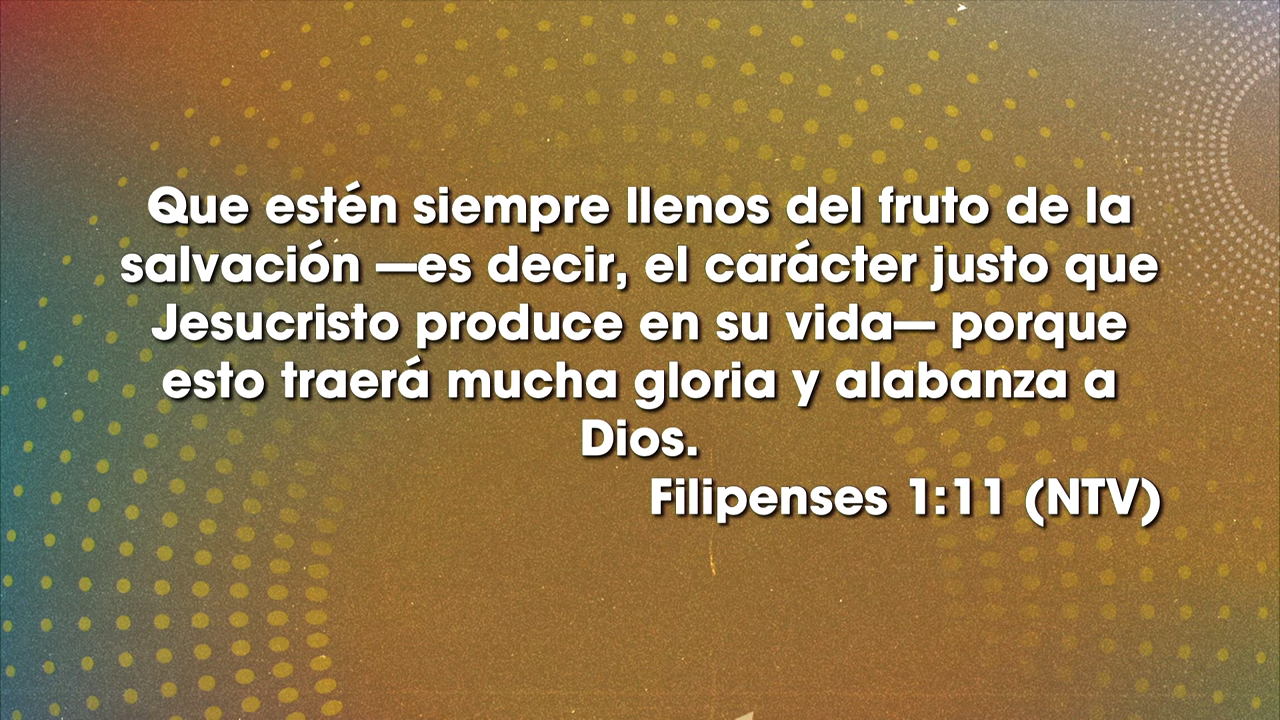 Que estén siempre llenos del fruto de la
salvación —es decir, el carácter justo que
Jesucristo produce en su vida— porque
esto traerá mucha gloria y alabanza a
Dios.
Filipenses 1:11 (NTV)